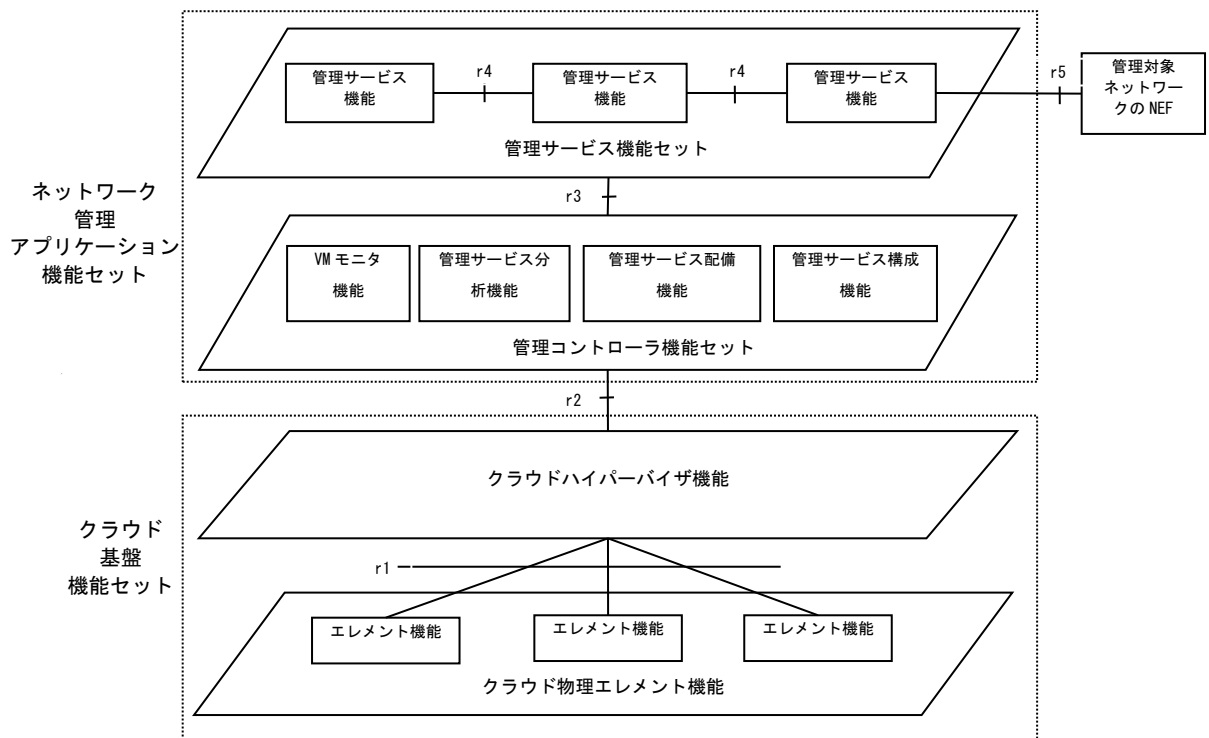 r4
r4
r5
管理サービス
機能
管理サービス
機能
管理サービス
機能
管理対象
ネットワー
クの NEF
管理サービス機能セット
ネットワーク
管理
アプリケーション
機能セット
r3
VM モニタ
機能
管理サービス分
析機能
管理サービス配備
機能
管理サービス構成
機能
管理コントローラ機能セット
r2
クラウドハイパーバイザ機能
クラウド
基盤
機能セット
r1
エレメント機能
エレメント機能
エレメント機能
クラウド物理エレメント機能